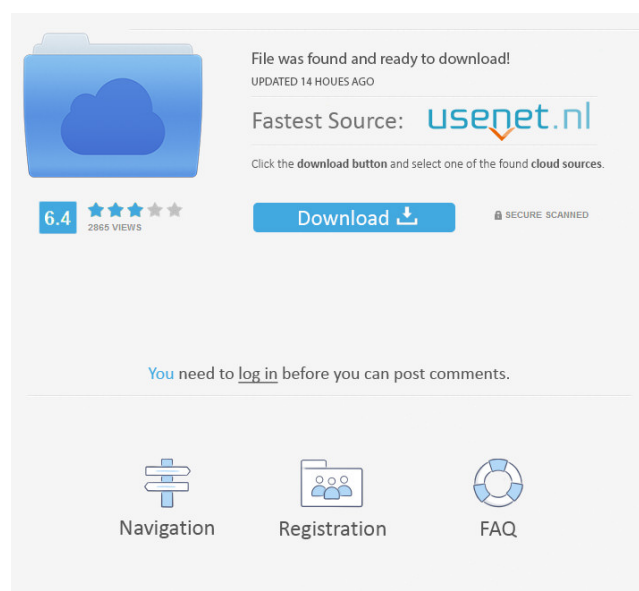 File was found and ready to download!
UPDATED 14 HOUES AGO
Fastest Source: usenet.nl
Click the download button and select one of the found cloud sources.
6.4
2865 VIEWS
Download
SECURE SCANNED
You need to log in before you can post comments.
Navigation
Registration
FAQ